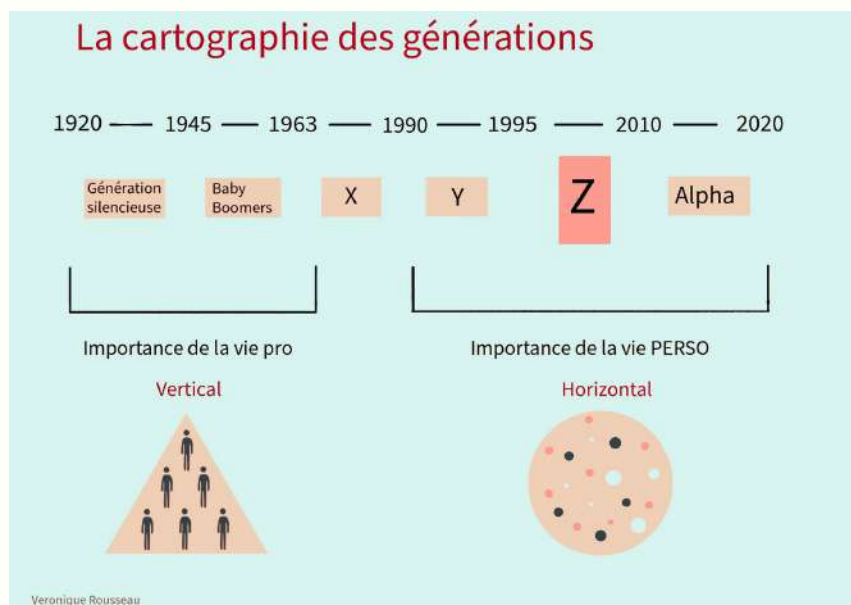 La cartographie des générations
1920 — 1945 — 1963 — 1990 — 1995 — 2010 — 2020
Génération
silencieuse
Baby
Boomers
X
Y
Z
Alpha
Importance de la vie pro
Importance de la vie PERSO
Vertical
Horizontal
Veronique Rousseau